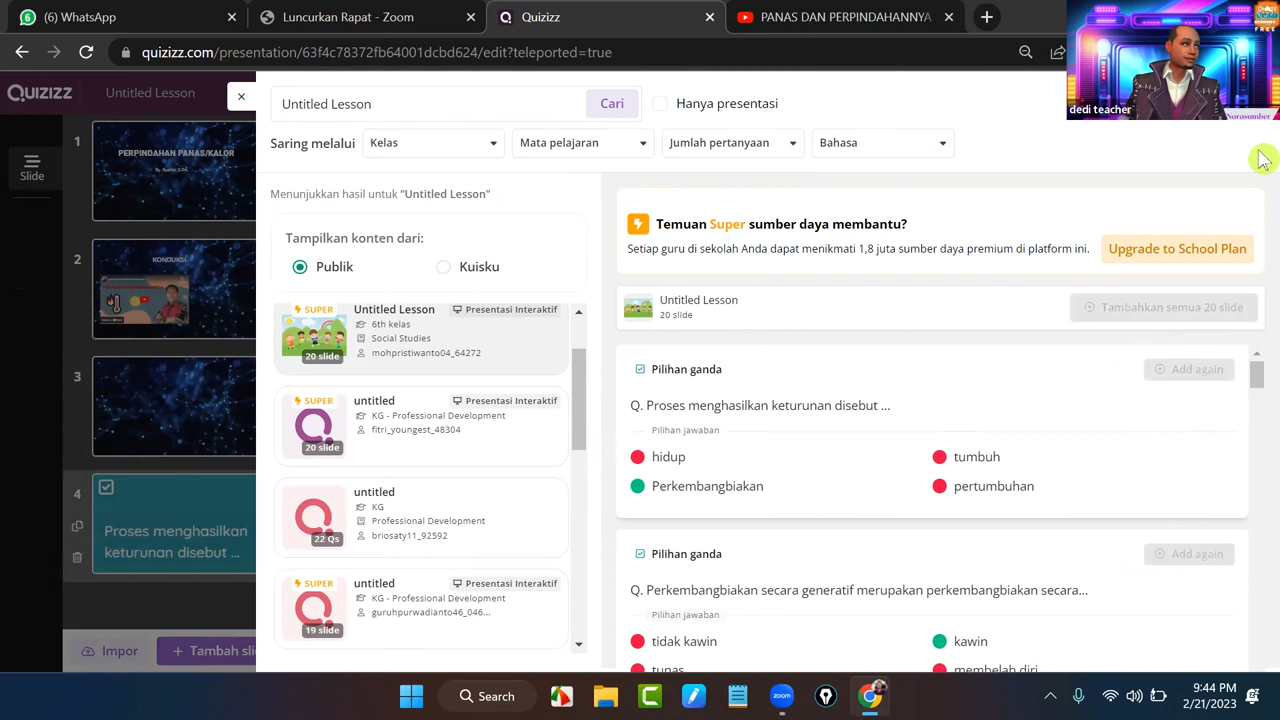 (6) WhatsApp
Luncurkan Rapat - Zoom
Quizizz
PANAS DAN PERPINDAHANNYA
FREE
dedi teacher
Narasumber
QUIZIZZ
Untitled Lesson
Untitled Lesson
Cari
Hanya presentasi
Saring melalui
Kelas
Mata pelajaran
Jumlah pertanyaan
Bahasa
Slide
1
PERPINDAHAN PANAS/KALOR
2
KONDUKSI
3
4
Proses menghasilkan
keturunan disebut ...
Impor
Tambah sli
Menunjukkan hasil untuk “Untitled Lesson”
Tampilkan konten dari:
Publik
Kuisku
SUPER
Untitled Lesson
Presentasi Interaktif
6th kelas
Social Studies
mohpristiwanto04_64272
20 slide
SUPER
untitled
Presentasi Interaktif
KG - Professional Development
fitri_youngest_48304
20 slide
untitled
KG
Professional Development
briosaty11_92592
22 Qs
SUPER
untitled
Presentasi Interaktif
KG - Professional Development
guruhpurwadianto46_046...
19 slide
Temuan Super sumber daya membantu?
Setiap guru di sekolah Anda dapat menikmati 1,8 juta sumber daya premium di platform ini.
Upgrade to School Plan
Untitled Lesson
20 slide
Tambahkan semua 20 slide
Pilihan ganda
Add again
Q. Proses menghasilkan keturunan disebut ...
Pilihan jawaban
hidup
tumbuh
Perkembangbiakan
pertumbuhan
Pilihan ganda
Add again
Q. Perkembangbiakan secara generatif merupakan perkembangbiakan secara...
Pilihan jawaban
tidak kawin
kawin
tunas
membelah diri
Search
zoom
9:44 PM
2/21/2023